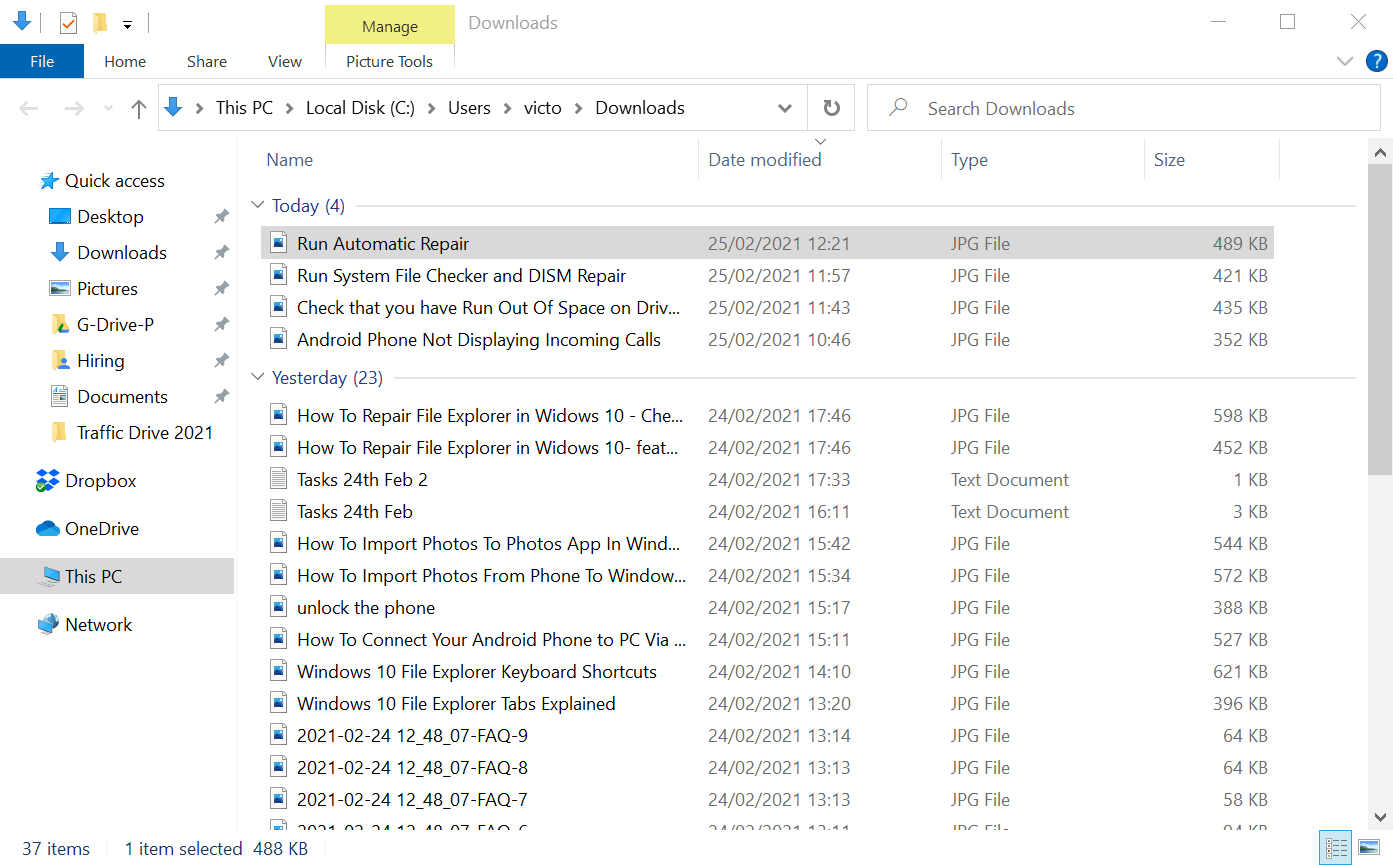 Manage Downloads
File Home Share View Picture Tools ?
This PC Local Disk (C:) Users victo Downloads Search Downloads
Name Date modified Type Size
Quick access
Desktop
Downloads
Pictures
G-Drive-P
Hiring
Documents
Traffic Drive 2021
Dropbox
OneDrive
This PC
Network
Today (4)
Run Automatic Repair 25/02/2021 12:21 JPG File 489 KB
Run System File Checker and DISM Repair 25/02/2021 11:57 JPG File 421 KB
Check that you have Run Out Of Space on Driv... 25/02/2021 11:43 JPG File 435 KB
Android Phone Not Displaying Incoming Calls 25/02/2021 10:46 JPG File 352 KB
Yesterday (23)
How To Repair File Explorer in Widows 10 - Che... 24/02/2021 17:46 JPG File 598 KB
How To Repair File Explorer in Widows 10- feat... 24/02/2021 17:46 JPG File 452 KB
Tasks 24th Feb 2 24/02/2021 17:33 Text Document 1 KB
Tasks 24th Feb 24/02/2021 16:11 Text Document 3 KB
How To Import Photos To Photos App In Wind... 24/02/2021 15:42 JPG File 544 KB
How To Import Photos From Phone To Window... 24/02/2021 15:34 JPG File 572 KB
unlock the phone 24/02/2021 15:17 JPG File 388 KB
How To Connect Your Android Phone to PC Via ... 24/02/2021 15:11 JPG File 527 KB
Windows 10 File Explorer Keyboard Shortcuts 24/02/2021 14:10 JPG File 621 KB
Windows 10 File Explorer Tabs Explained 24/02/2021 13:20 JPG File 396 KB
2021-02-24 12_48_07-FAQ-9 24/02/2021 13:14 JPG File 64 KB
2021-02-24 12_48_07-FAQ-8 24/02/2021 13:13 JPG File 64 KB
2021-02-24 12_48_07-FAQ-7 24/02/2021 13:13 JPG File 58 KB
37 items 1 item selected 488 KB